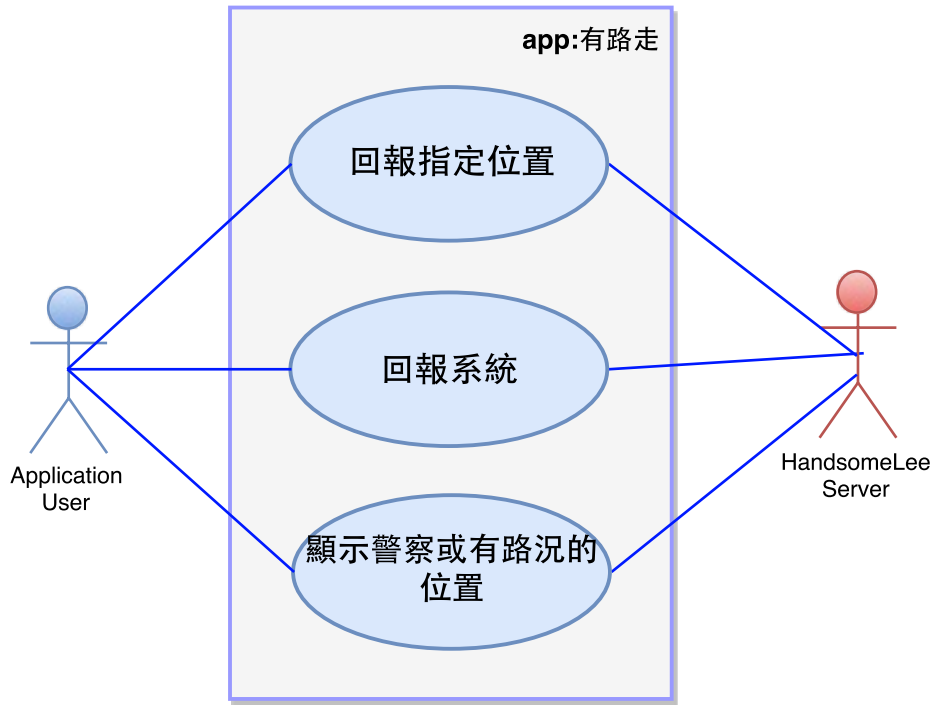 app:有路走
回報指定位置
回報系統
顯示警察或有路況的
位置
Application
User
HandsomeLee
Server